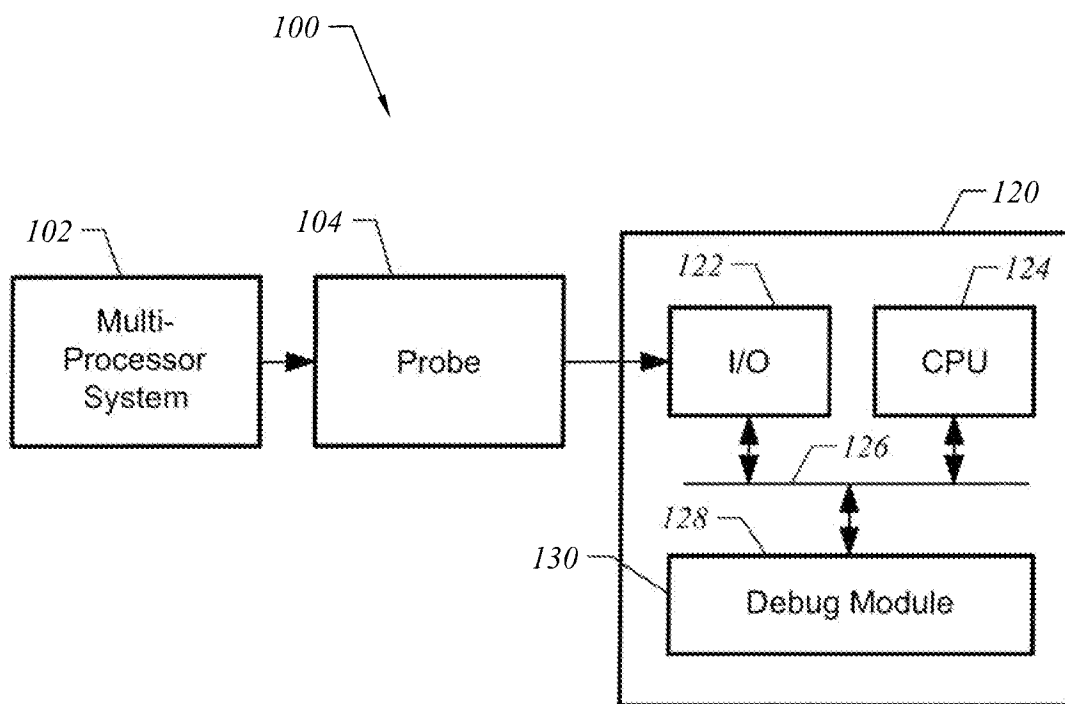 100
120
102
104
122
124
Multi-
Processor
System
Probe
I/O
CPU
126
128
130
Debug Module